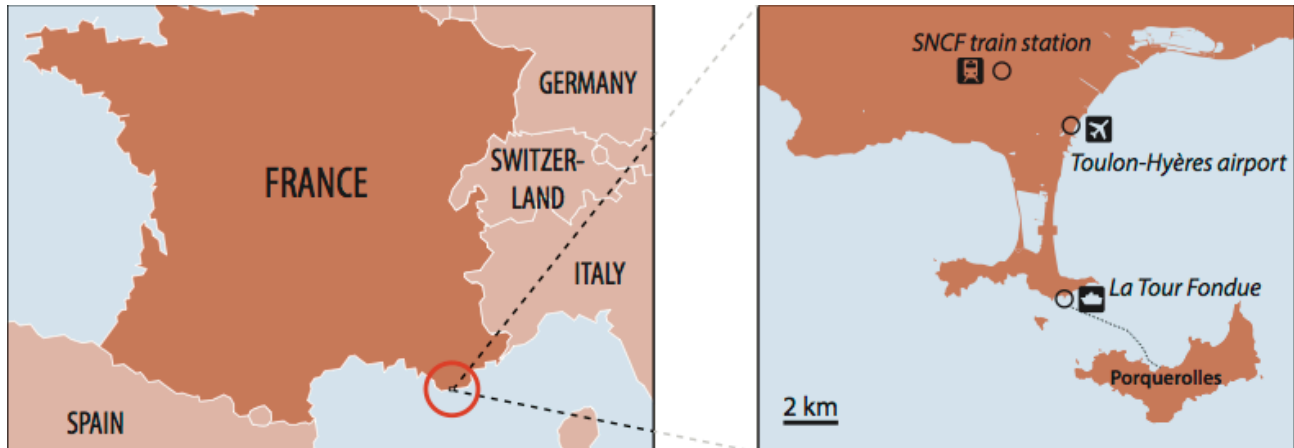 GERMANY
SWITZER-
LAND
FRANCE
ITALY
SPAIN
SNCF train station
Toulon-Hyères airport
La Tour Fondue
Porquerolles
2 km